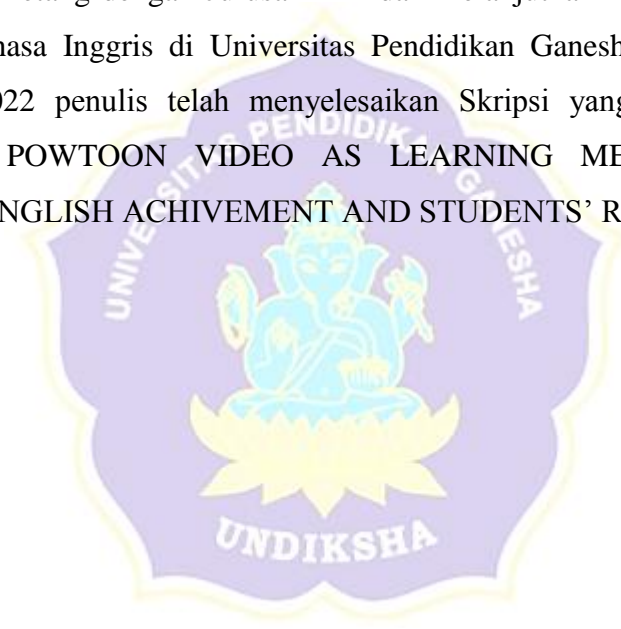 nasa Inggris di Universitas Pendidikan Ganesh
022 penulis telah menyelesaikan Skripsi yang
POWTOON VIDEO AS LEARNING ME
NGLISH ACHIVEMENT AND STUDENTS' R
UNIVERSITAS PENDIDIKAN GANESHA
UNDIKSHA